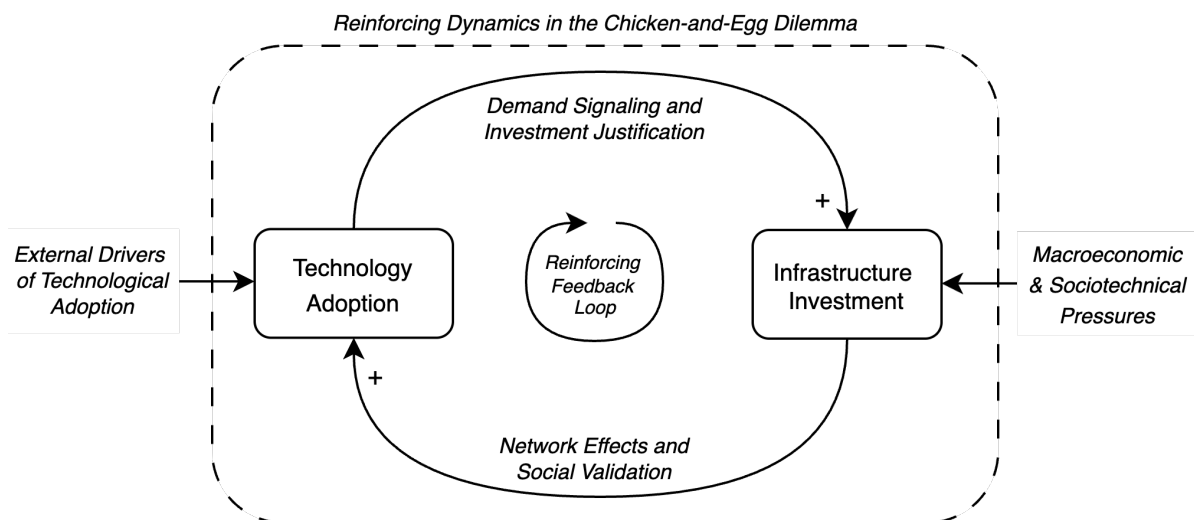 Reinforcing Dynamics in the Chicken-and-Egg Dilemma
Demand Signaling and
Investment Justification
+
External Drivers
of Technological
Adoption
Technology
Adoption
Reinforcing
Feedback
Loop
Infrastructure
Investment
Macroeconomic
& Sociotechnical
Pressures
+
Network Effects and
Social Validation